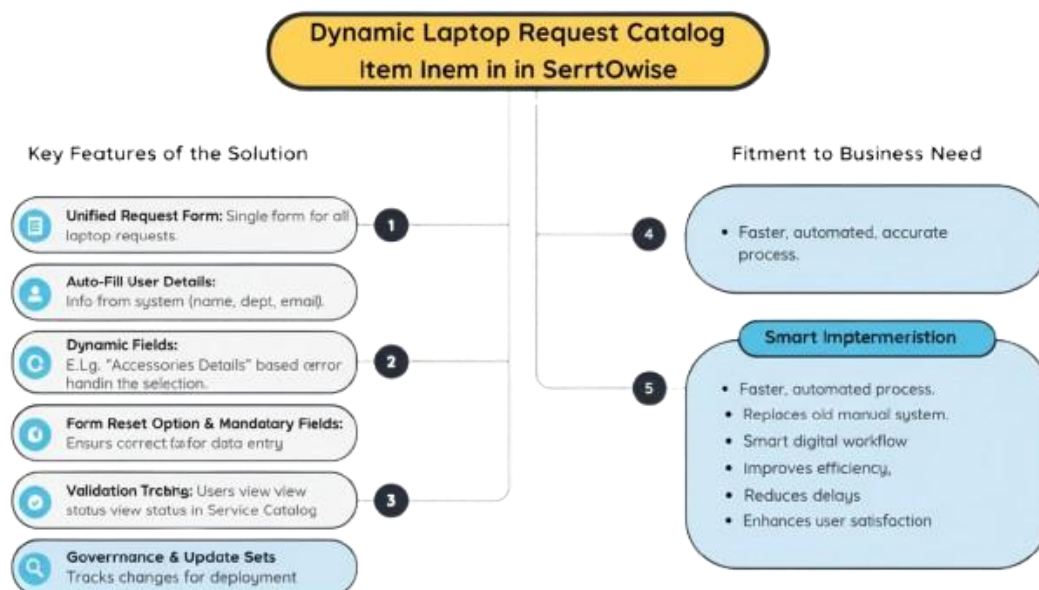 Dynamic Laptop Request Catalog
Item Inem in in SerrtOwise
Key Features of the Solution
Unified Request Form: Single form for all
laptop requests.
1
Auto-Fill User Details:
Info from system (name, dept, email).
Dynamic Fields:
E.Lg. "Accessories Details" based
handin the selection.
2
Form Reset Option & Mandatary Fields:
Ensurs correct for data entry
Validation Users view view
status view status in Service Catalog
3
Goverrnance & Update Sets
Tracks changes for deployment
Fitment to Business Need
4
• Faster, automated, accurate
process.
Smart Imptermeristion
5
• Faster, automated process.
• Replaces old manual system.
• Smart digital workflow
• Improves efficiency,
• Reduces delays
• Enhances user satisfaction